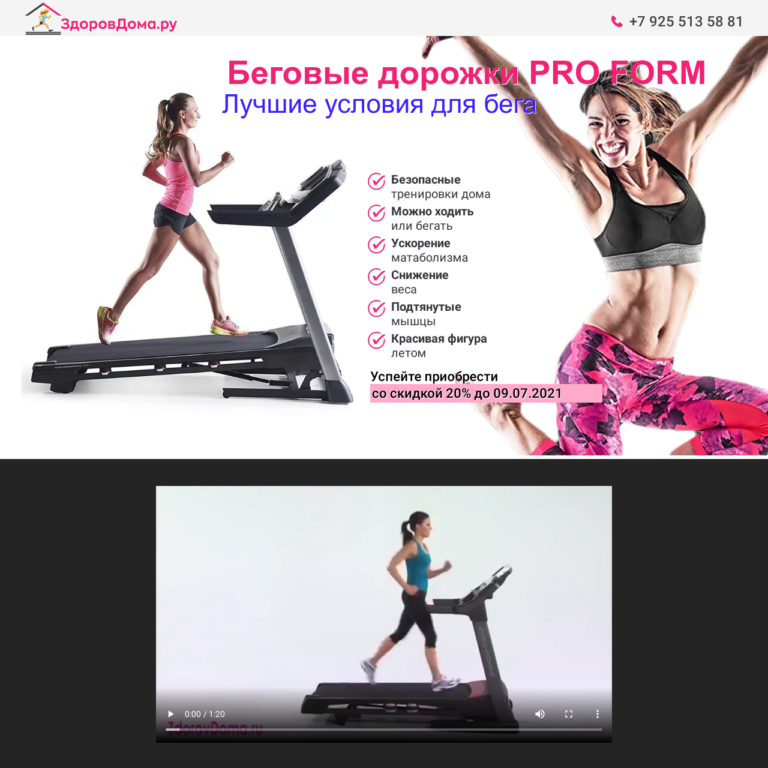 ЗдоровДома.ру
+7 925 513 58 81
Беговые дорожки PRO FORM
Лучшие условия для бега
Безопасные
тренировки дома
Можно ходить
или бегать
Ускорение
матаболизма
Снижение
веса
Подтянутые
мышцы
Красивая фигура
летом
Успейте приобрести
со скидкой 20% до 09.07.2021
0:00 / 1:20
ZdorovDoma.ru